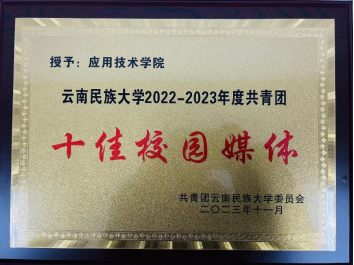 授予：应用技术学院
云南民族大学2022-2023年度共青团
十佳校园媒体
共青团云南民族大学委员会
二〇二三年十一月